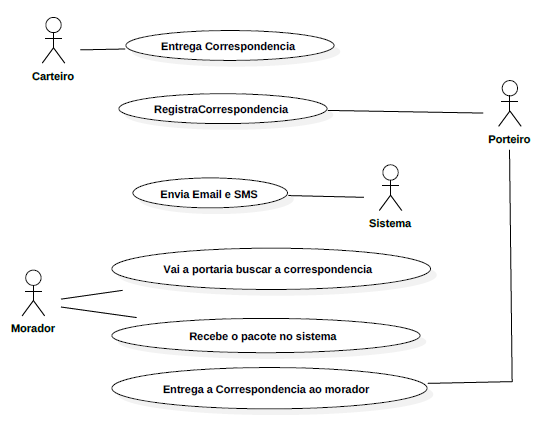 Entrega Correspondencia
Carteiro
RegistraCorrespondencia
Porteiro
Envia Email e SMS
Sistema
Vai a portaria buscar a correspondencia
Morador
Recebe o pacote no sistema
Entrega a Correspondencia ao morador